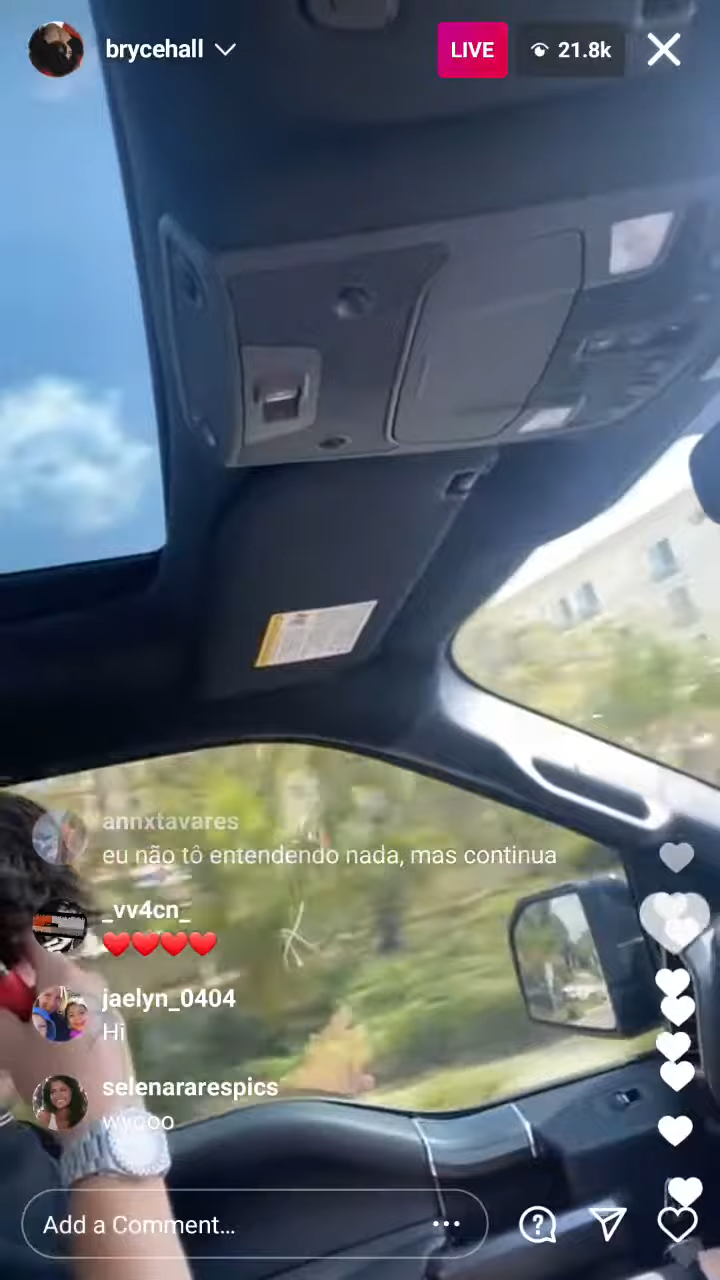 brycehall
LIVE
21.8k
annxtavares
eu não tô entendendo nada, mas continua
_vv4cn_
❤️❤️❤️❤️
jaelyn_0404
Hi
selenararespics
wyooo
Add a Comment...